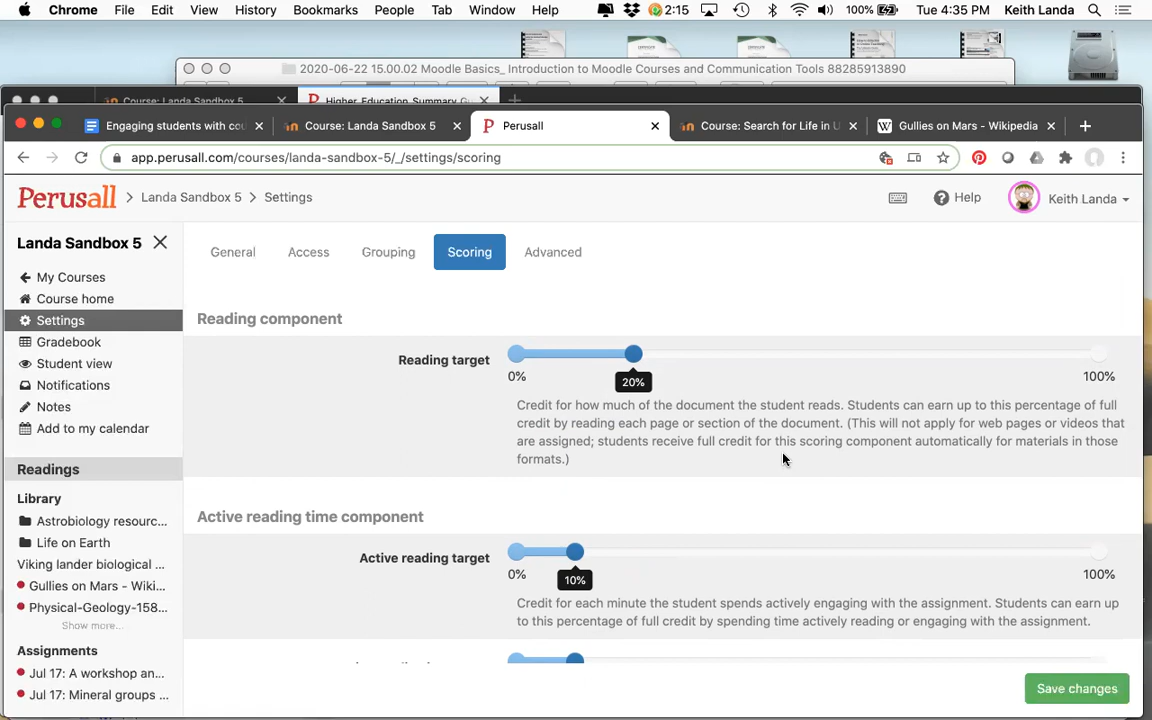 Chrome File Edit View History Bookmarks People Tab Window Help 2:15 100% Tue 4:35 PM Keith Landa
2020-06-22 15.00.02 Moodle Basics_ Introduction to Moodle Courses and Communication Tools 88285913890
Course: Landa Sandbox 5 Higher_Education_Summary_G
Engaging students with cou Course: Landa Sandbox 5 Perusall Course: Search for Life in U Gullies on Mars - Wikipedia
app.perusall.com/courses/landa-sandbox-5/_/settings/scoring
Perusall Landa Sandbox 5 Settings Help Keith Landa
Landa Sandbox 5
My Courses
Course home
Settings
Gradebook
Student view
Notifications
Notes
Add to my calendar
Readings
Library
Astrobiology resourc...
Life on Earth
Viking lander biological ...
Gullies on Mars - Wiki...
Physical-Geology-158...
Show more...
Assignments
Jul 17: A workshop an...
Jul 17: Mineral groups ...
General Access Grouping Scoring Advanced
Reading component
Reading target
0% 20% 100%
Credit for how much of the document the student reads. Students can earn up to this percentage of full
credit by reading each page or section of the document. (This will not apply for web pages or videos that
are assigned; students receive full credit for this scoring component automatically for materials in those
formats.)
Active reading time component
Active reading target
0% 10% 100%
Credit for each minute the student spends actively engaging with the assignment. Students can earn up
to this percentage of full credit by spending time actively reading or engaging with the assignment.
Save changes